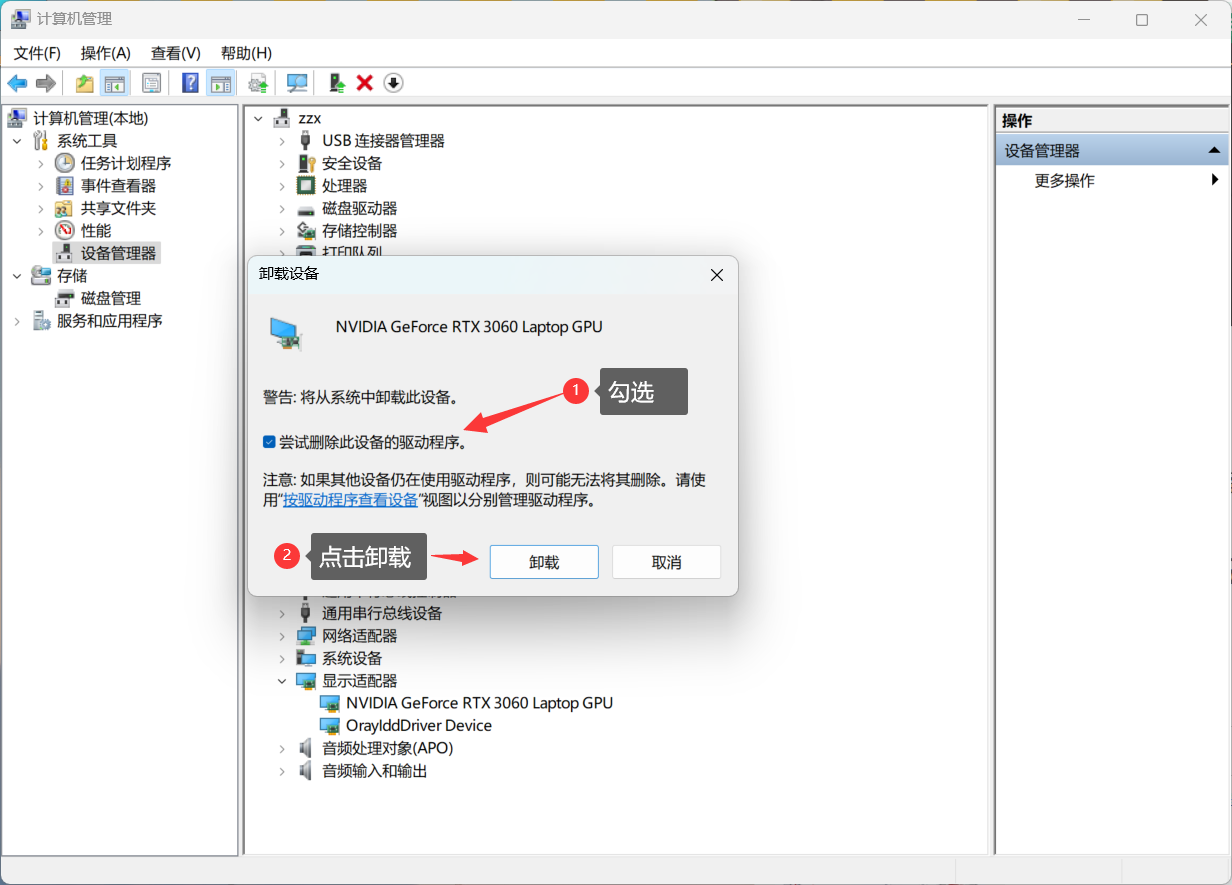 计算机管理
文件(F) 操作(A) 查看(V) 帮助(H)
计算机管理(本地)
系统工具
任务计划程序
事件查看器
共享文件夹
性能
设备管理器
存储
磁盘管理
服务和应用程序
zzx
USB 连接器管理器
安全设备
处理器
磁盘驱动器
存储控制器
打印队列
卸载设备
NVIDIA GeForce RTX 3060 Laptop GPU
警告: 将从系统中卸载此设备。
1 勾选
尝试删除此设备的驱动程序。
注意: 如果其他设备仍在使用驱动程序，则可能无法将其删除。请使
用"按驱动程序查看设备"视图以分别管理驱动程序。
2 点击卸载
卸载 取消
通用串行总线设备
网络适配器
系统设备
显示适配器
NVIDIA GeForce RTX 3060 Laptop GPU
OrayIddDriver Device
音频处理对象(APO)
音频输入和输出
操作
设备管理器
更多操作